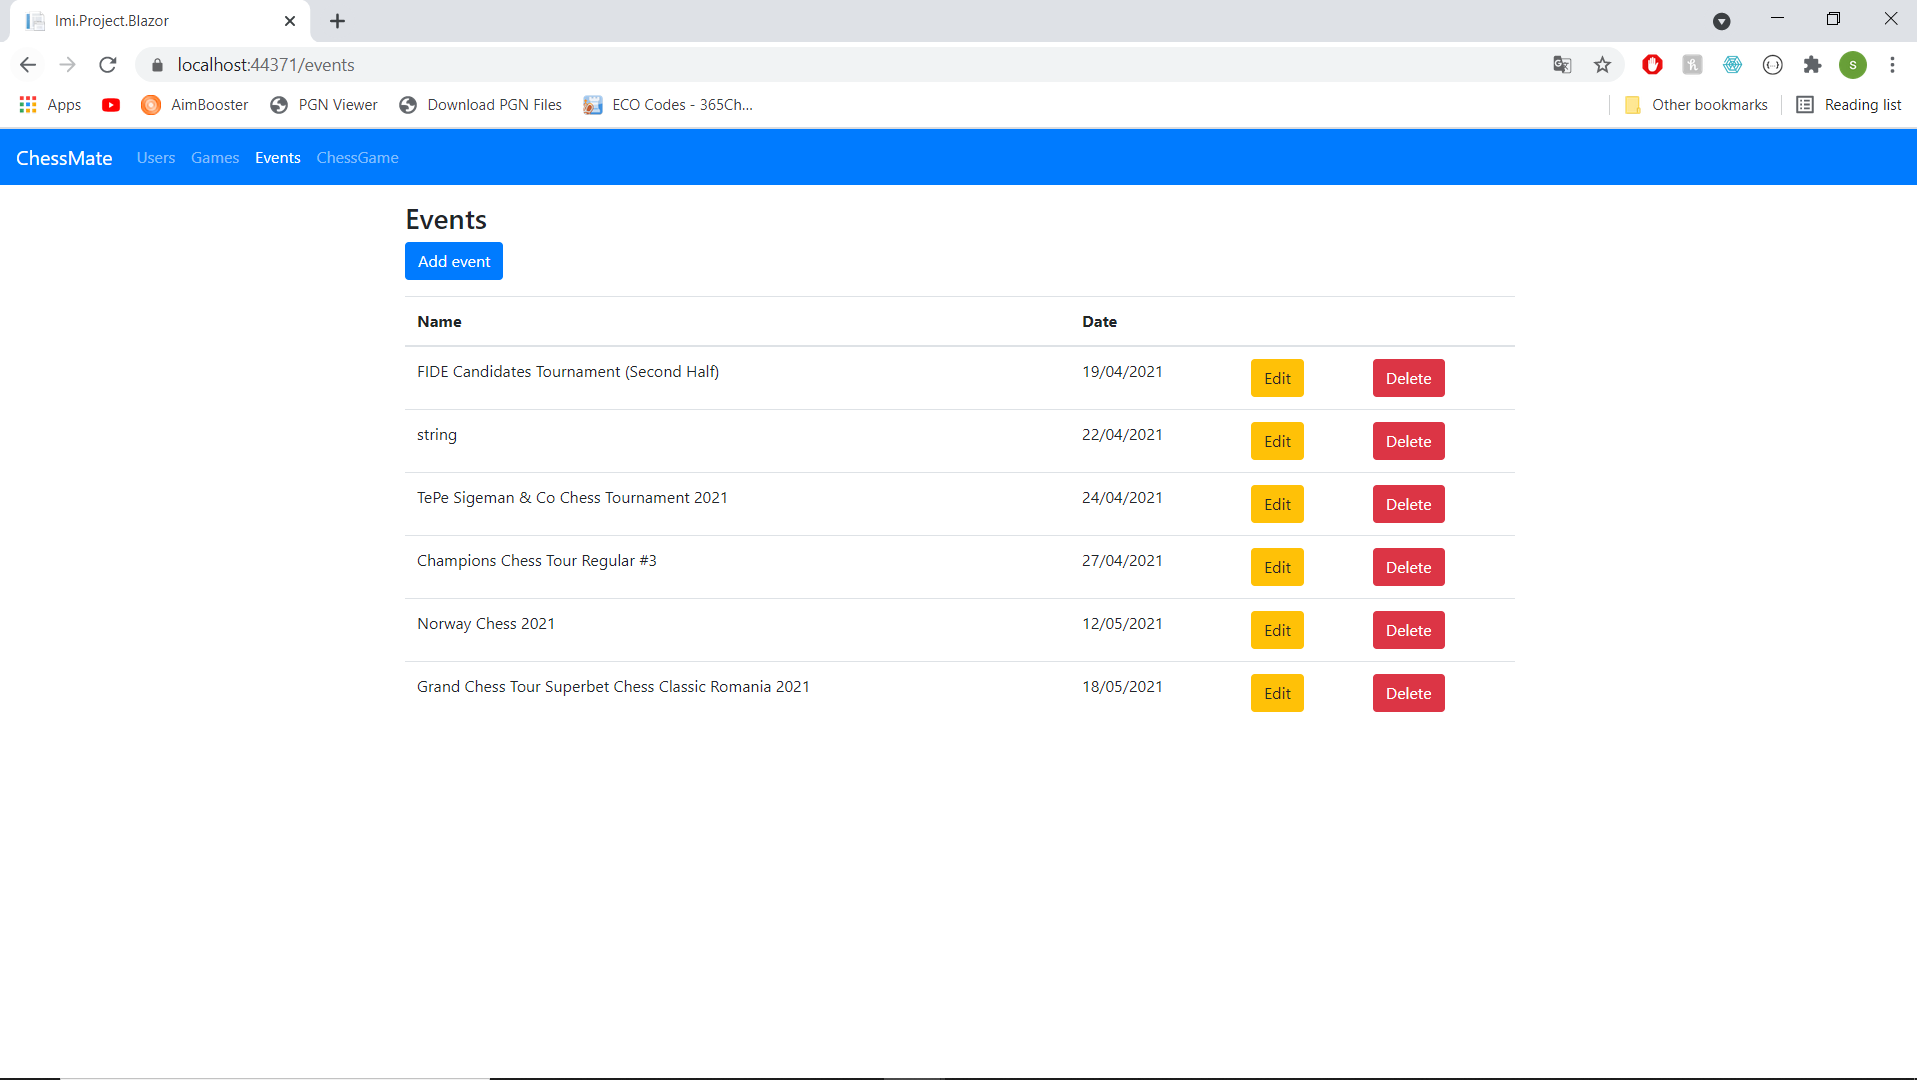 Imi.Project.Blazor
localhost:44371/events
S
Apps AimBooster PGN Viewer Download PGN Files ECO Codes - 365Ch... Other bookmarks Reading list
ChessMate Users Games Events ChessGame
Events
Add event
Name Date
FIDE Candidates Tournament (Second Half) 19/04/2021 Edit Delete
string 22/04/2021 Edit Delete
TePe Sigeman & Co Chess Tournament 2021 24/04/2021 Edit Delete
Champions Chess Tour Regular #3 27/04/2021 Edit Delete
Norway Chess 2021 12/05/2021 Edit Delete
Grand Chess Tour Superbet Chess Classic Romania 2021 18/05/2021 Edit Delete